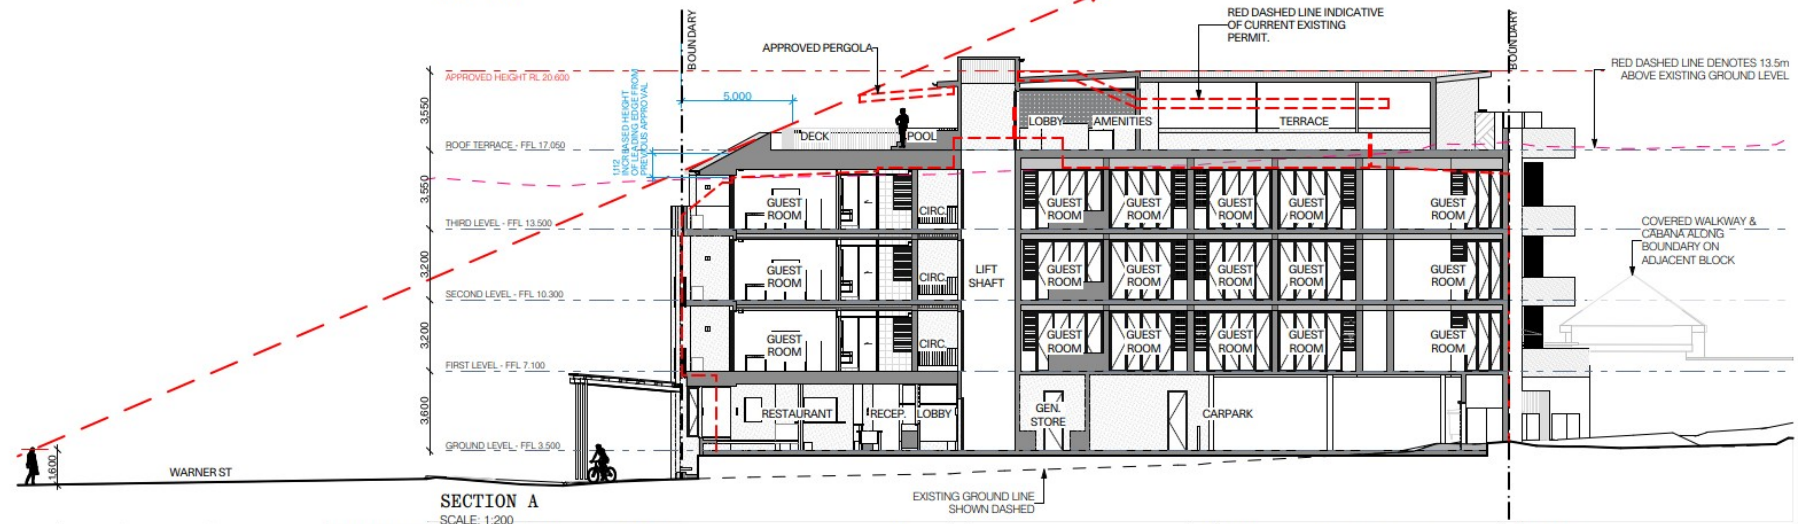 BOUNDARY
RED DASHED LINE INDICATIVE
OF CURRENT EXISTING
PERMIT.
BOUNDARY
APPROVED PERGOLA
RED DASHED LINE DENOTES 13.5m
ABOVE EXISTING GROUND LEVEL
APPROVED HEIGHT RL 20.600
5,000
3,550
1,112
INCREASED HEIGHT
OF LEADING EDGE FROM
PREVIOUS APPROVAL
DECK
POOL
LOBBY
AMENITIES
TERRACE
ROOF TERRACE - FFL 17.050
3,550
GUEST
ROOM
CIRC.
GUEST
ROOM
GUEST
ROOM
GUEST
ROOM
GUEST
ROOM
GUEST
ROOM
THIRD LEVEL - FFL 13.500
COVERED WALKWAY &
CABANA ALONG
BOUNDARY ON
ADJACENT BLOCK
3,200
GUEST
ROOM
CIRC.
LIFT
SHAFT
GUEST
ROOM
GUEST
ROOM
GUEST
ROOM
GUEST
ROOM
GUEST
ROOM
SECOND LEVEL - FFL 10.300
3,200
GUEST
ROOM
CIRC.
GUEST
ROOM
GUEST
ROOM
GUEST
ROOM
GUEST
ROOM
GUEST
ROOM
FIRST LEVEL - FFL 7.100
3,600
RESTAURANT
RECEP.
LOBBY
GEN.
STORE
CARPARK
GROUND LEVEL - FFL 3.500
1,600
WARNER ST
EXISTING GROUND LINE
SHOWN DASHED
SECTION A
SCALE: 1:200